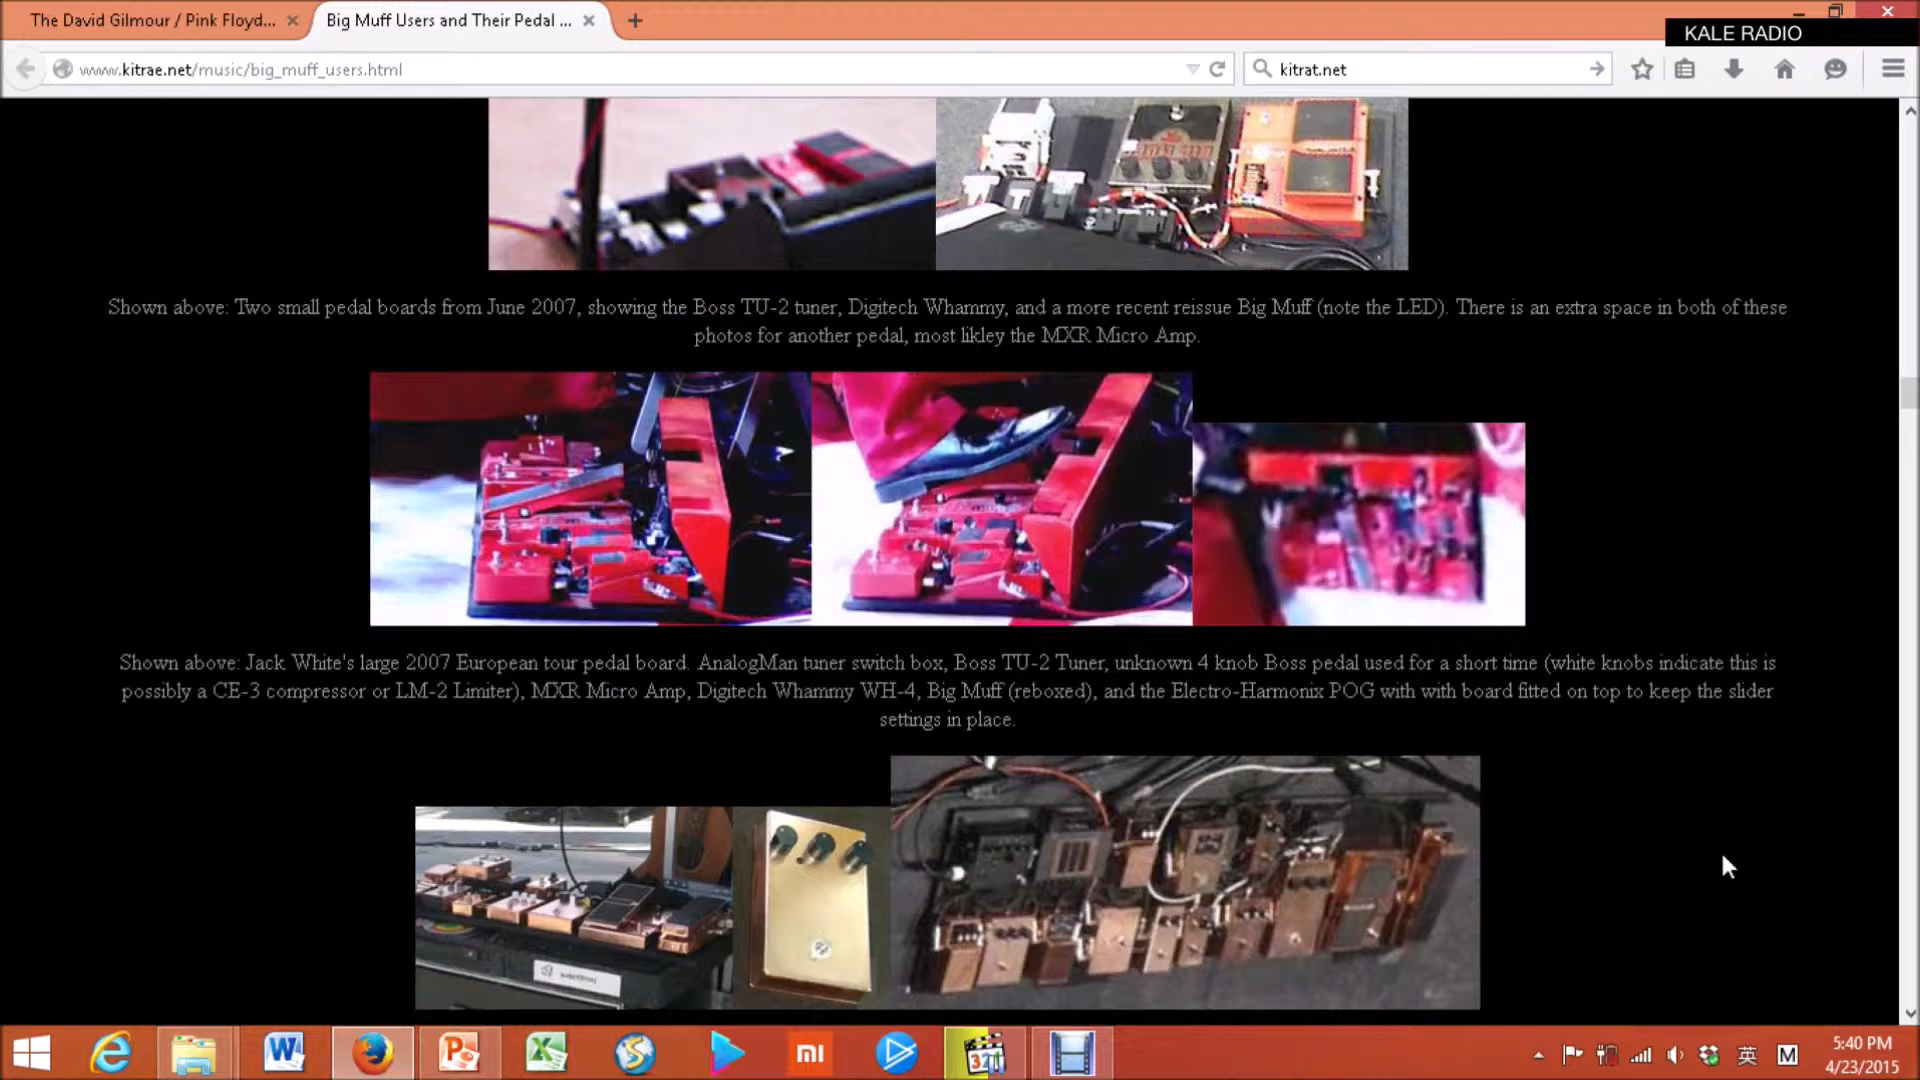 The David Gilmour / Pink Floyd...
Big Muff Users and Their Pedal ...
KALE RADIO
www.kitrae.net/music/big_muff_users.html
kitrat.net
Shown above: Two small pedal boards from June 2007, showing the Boss TU-2 tuner, Digitech Whammy, and a more recent reissue Big Muff (note the LED). There is an extra space in both of these
photos for another pedal, most likley the MXR Micro Amp.
Shown above: Jack White's large 2007 European tour pedal board. AnalogMan tuner switch box, Boss TU-2 Tuner, unknown 4 knob Boss pedal used for a short time (white knobs indicate this is
possibly a CE-3 compressor or LM-2 Limiter), MXR Micro Amp, Digitech Whammy WH-4, Big Muff (reboxed), and the Electro-Harmonix POG with with board fitted on top to keep the slider
settings in place.
321
英
M
5:40 PM
4/23/2015